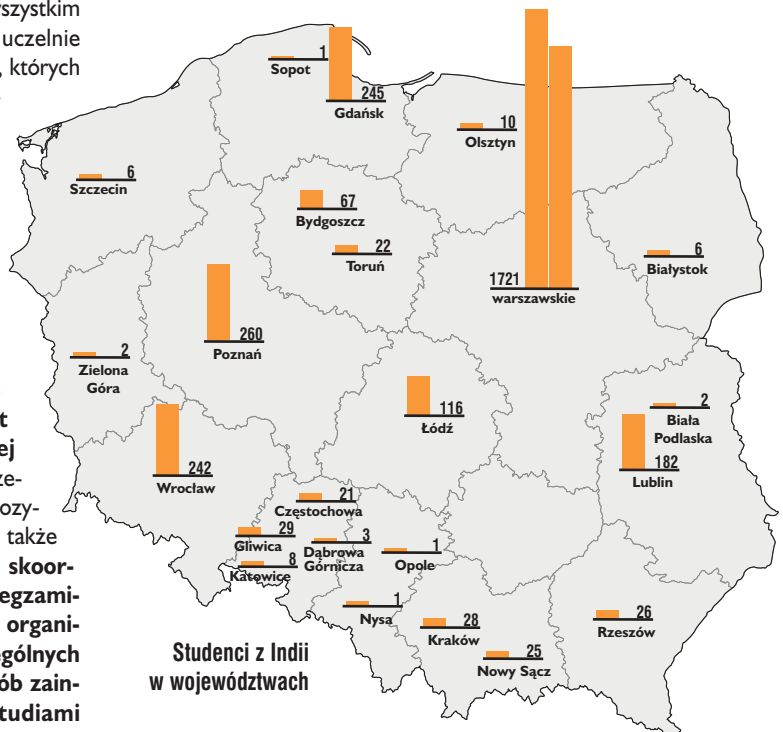 szystkim
uczelnie
, których
1
Sopot
245
Gdańsk
10
Olsztyn
6
Szczecin
67
Bydgoszcz
22
Toruń
1721
warszawskie
6
Białystok
260
Poznań
2
Zielona
Góra
116
Łódź
2
Biała
Podlaska
182
Lublin
242
Wrocław
21
Częstochowa
29
Gliwica
3
Dąbrowa
Górnicza
8
Katowice
1
Opole
1
Nysa
28
Kraków
25
Nowy Sącz
26
Rzeszów
t
ej
ze-
ozy-
także
skoor-
egzami-
organi-
ególnych
ób zain-
tudiami
Studenci z Indii
w województwach